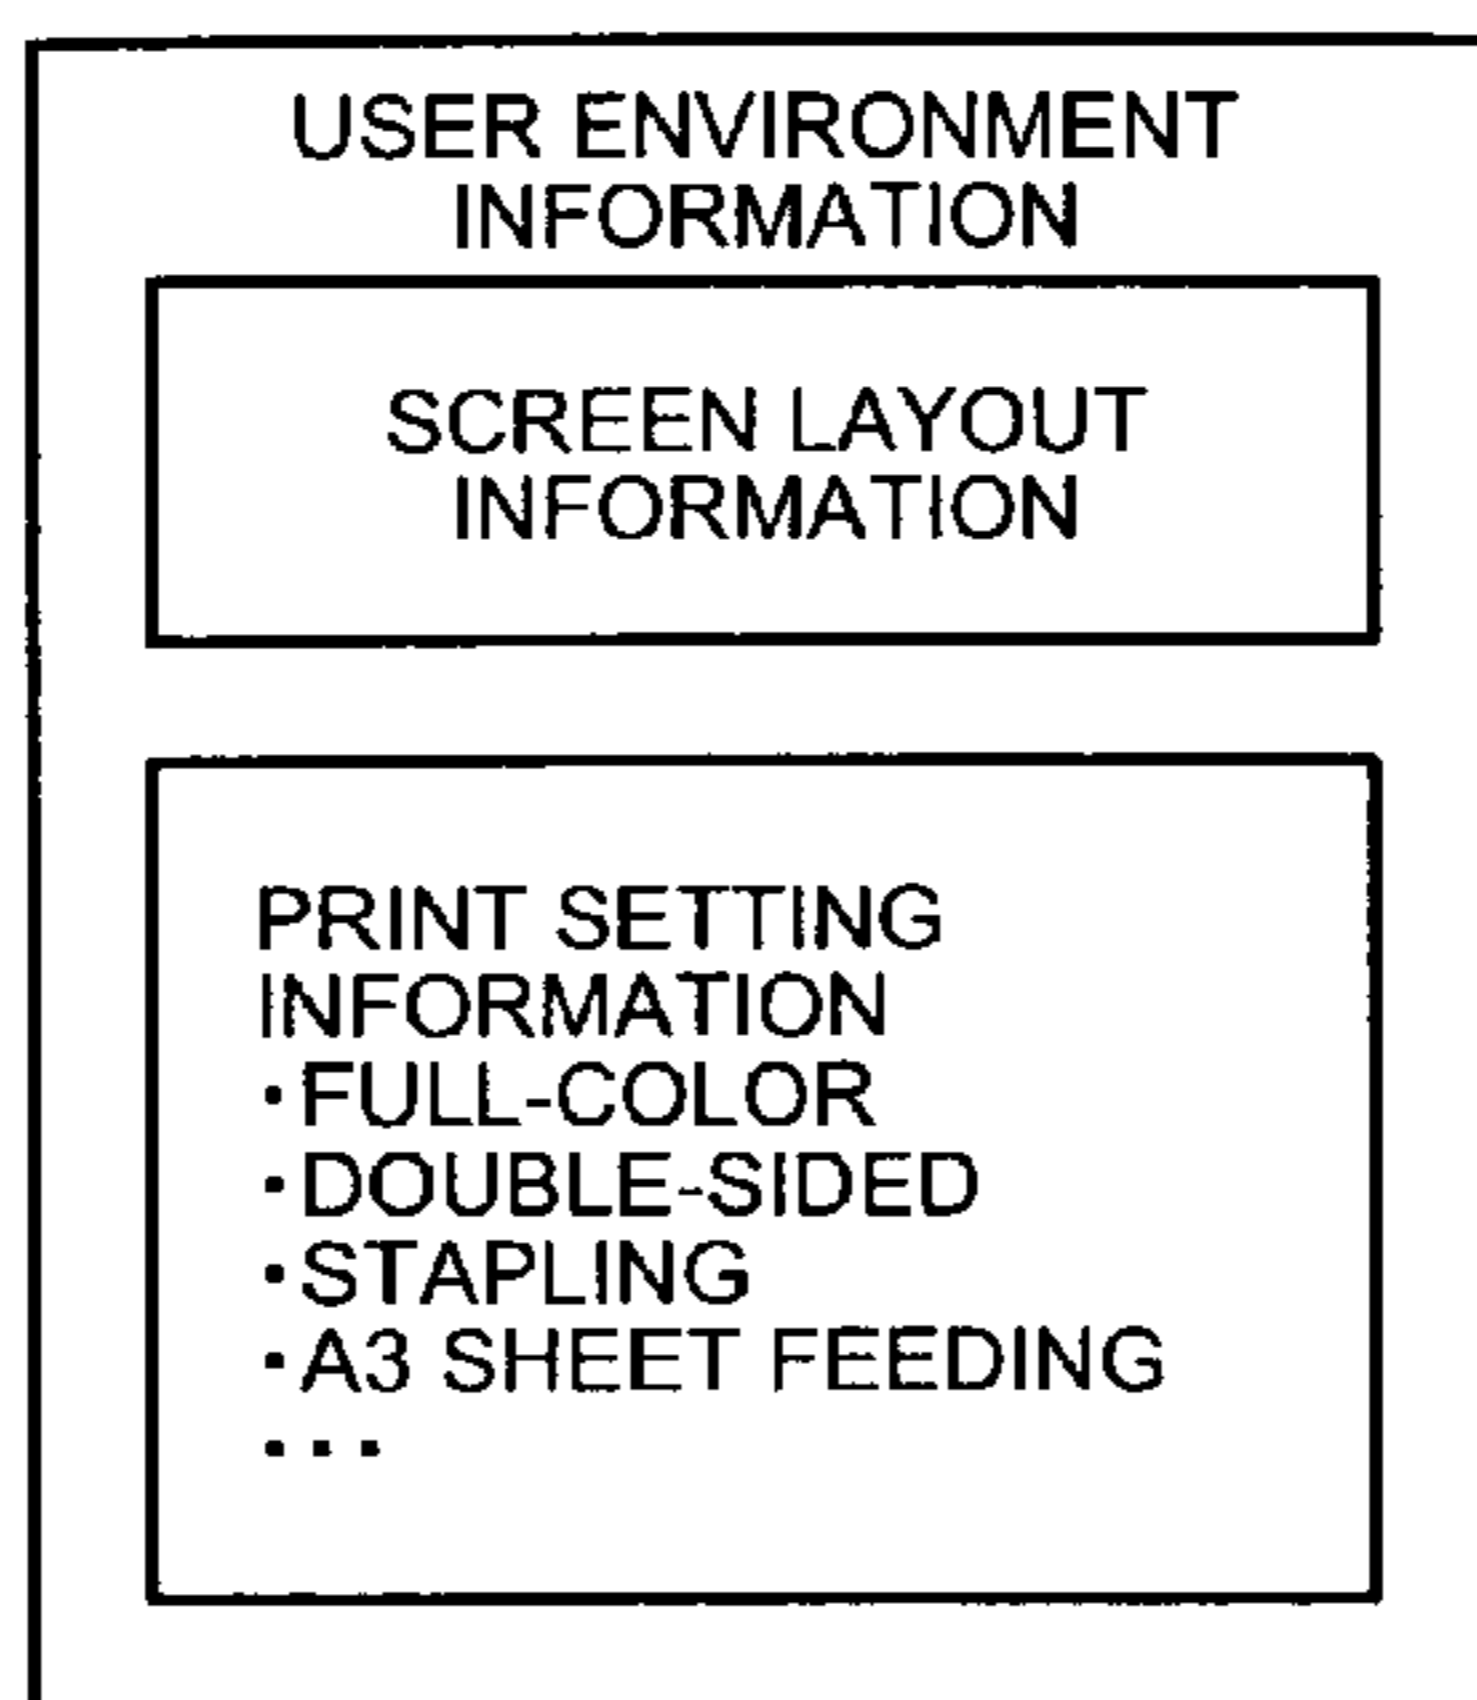 USER ENVIRONMENT
INFORMATION
SCREEN LAYOUT
INFORMATION
PRINT SETTING
INFORMATION
・FULL-COLOR
・DOUBLE-SIDED
・STAPLING
・A3 SHEET FEEDING
・・・